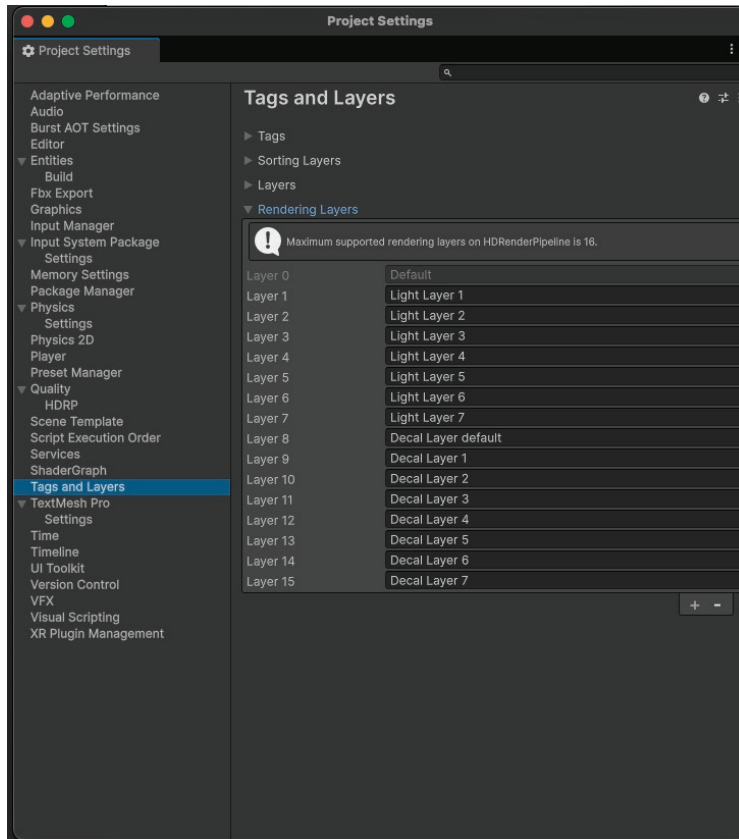 Project Settings
Project Settings
Adaptive Performance
Audio
Burst AOT Settings
Editor
Entities
Build
Fbx Export
Graphics
Input Manager
Input System Package
Settings
Memory Settings
Package Manager
Physics
Settings
Physics 2D
Player
Preset Manager
Quality
HDRP
Scene Template
Script Execution Order
Services
ShaderGraph
Tags and Layers
TextMesh Pro
Settings
Time
Timeline
UI Toolkit
Version Control
VFX
Visual Scripting
XR Plugin Management
Tags and Layers
Tags
Sorting Layers
Layers
Rendering Layers
Maximum supported rendering layers on HDRenderPipeline is 16.
Layer 0 Default
Layer 1 Light Layer 1
Layer 2 Light Layer 2
Layer 3 Light Layer 3
Layer 4 Light Layer 4
Layer 5 Light Layer 5
Layer 6 Light Layer 6
Layer 7 Light Layer 7
Layer 8 Decal Layer default
Layer 9 Decal Layer 1
Layer 10 Decal Layer 2
Layer 11 Decal Layer 3
Layer 12 Decal Layer 4
Layer 13 Decal Layer 5
Layer 14 Decal Layer 6
Layer 15 Decal Layer 7
+ -